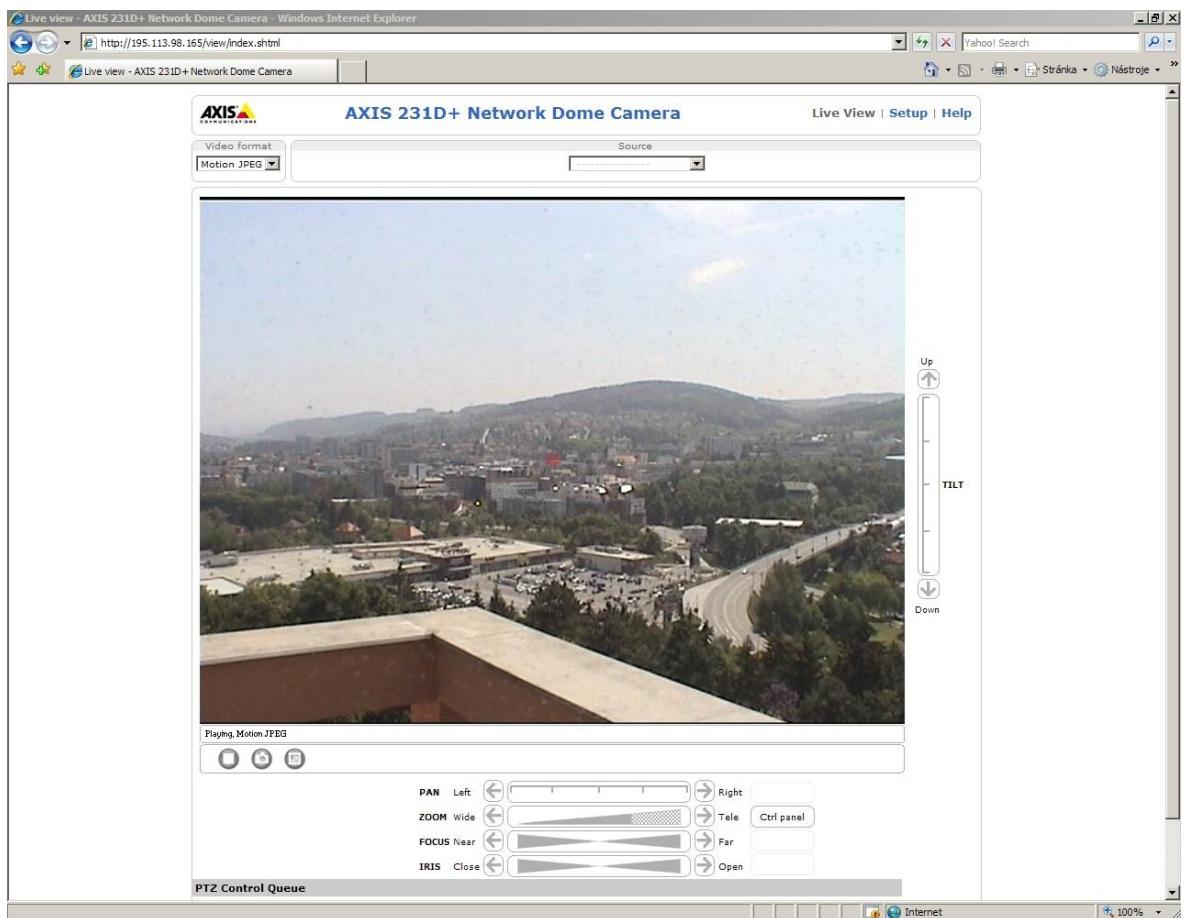 Live view - AXIS 231D+ Network Dome Camera - Windows Internet Explorer
http://195.113.98.165/view/index.shtml
Yahoo! Search
Live view - AXIS 231D+ Network Dome Camera
Stránka
Nástroje
AXIS
COMMUNICATIONS
AXIS 231D+ Network Dome Camera
Live View | Setup | Help
Video format
Source
Motion JPEG
Up
TILT
Down
Playing, Motion JPEG
PAN Left Right
ZOOM Wide Tele Ctrl panel
FOCUS Near Far
IRIS Close Open
PTZ Control Queue
Internet
100%